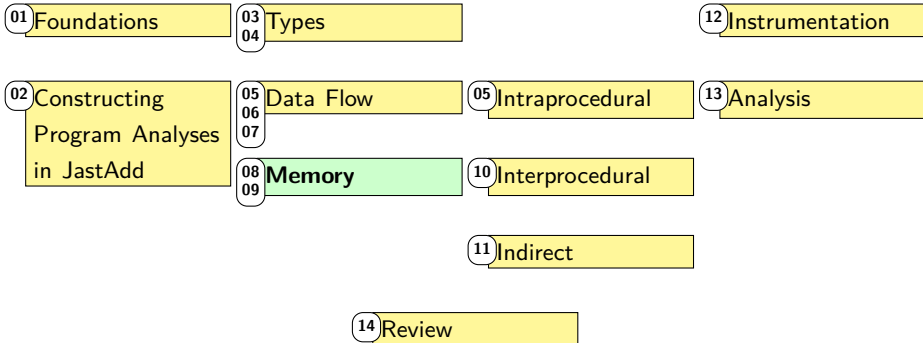 01 Foundations
03 Types
04
12 Instrumentation
02 Constructing
Program Analyses
in JastAdd
05 Data Flow
06
07
05 Intraprocedural
13 Analysis
08 Memory
09
10 Interprocedural
11 Indirect
14 Review